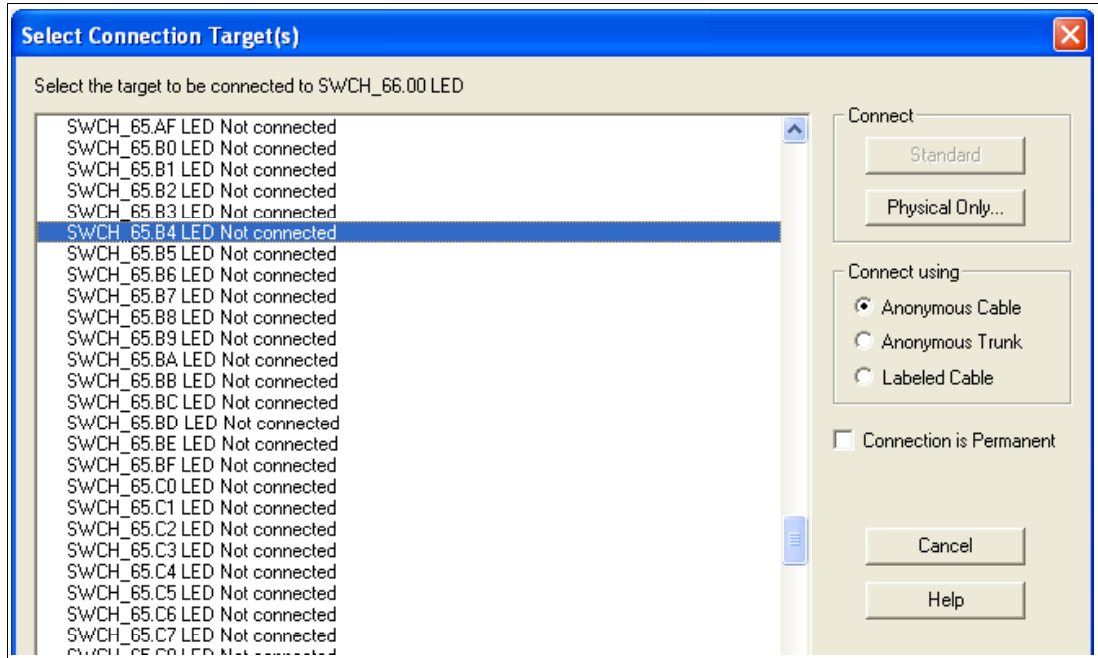 Select Connection Target(s)
Select the target to be connected to SWCH_66.00 LED
SWCH_65.AF LED Not connected
SWCH_65.B0 LED Not connected
SWCH_65.B1 LED Not connected
SWCH_65.B2 LED Not connected
SWCH_65.B3 LED Not connected
SWCH_65.B4 LED Not connected
SWCH_65.B5 LED Not connected
SWCH_65.B6 LED Not connected
SWCH_65.B7 LED Not connected
SWCH_65.B8 LED Not connected
SWCH_65.B9 LED Not connected
SWCH_65.BA LED Not connected
SWCH_65.BB LED Not connected
SWCH_65.BC LED Not connected
SWCH_65.BD LED Not connected
SWCH_65.BE LED Not connected
SWCH_65.BF LED Not connected
SWCH_65.C0 LED Not connected
SWCH_65.C1 LED Not connected
SWCH_65.C2 LED Not connected
SWCH_65.C3 LED Not connected
SWCH_65.C4 LED Not connected
SWCH_65.C5 LED Not connected
SWCH_65.C6 LED Not connected
SWCH_65.C7 LED Not connected
Connect
Standard
Physical Only...
Connect using
Anonymous Cable
Anonymous Trunk
Labeled Cable
Connection is Permanent
Cancel
Help